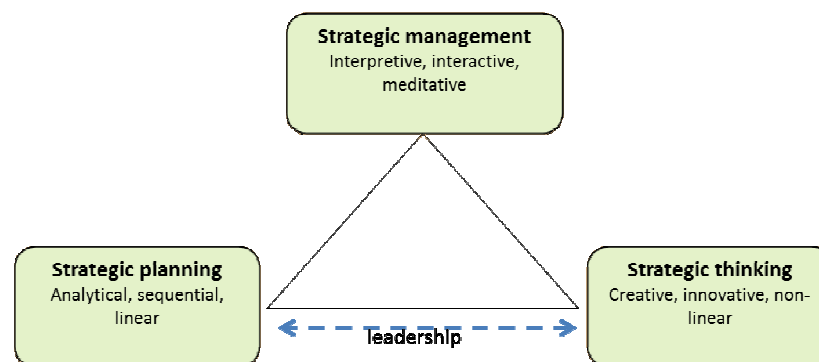 Strategic management
Interpretive, interactive,
meditative
Strategic planning
Analytical, sequential,
linear
Strategic thinking
Creative, innovative, non-
linear
leadership